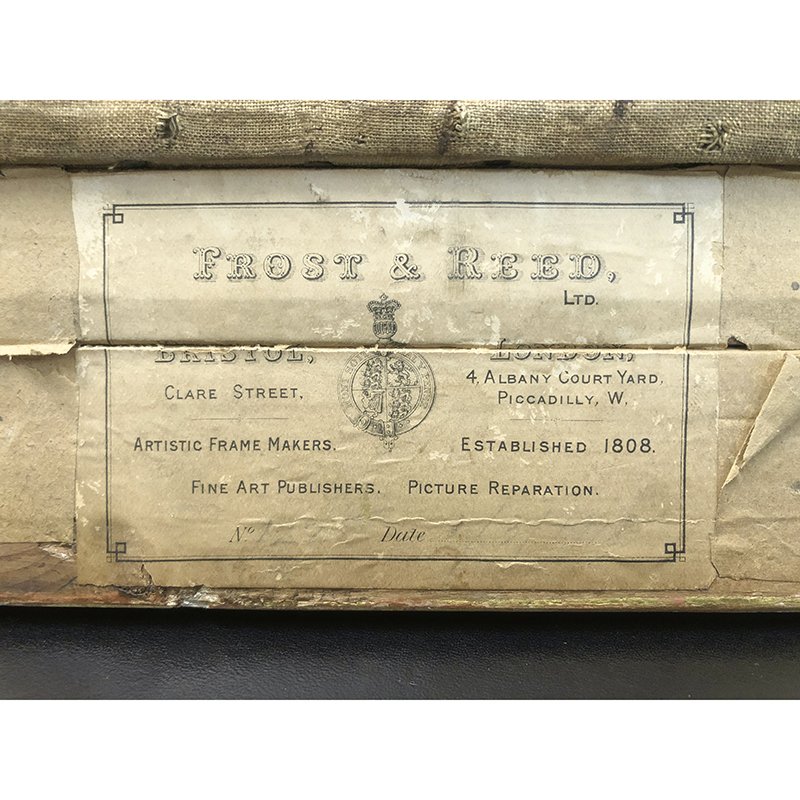 FROST & REED,
LTD.
BRISTOL, LONDON,
CLARE STREET, 4, ALBANY COURT YARD,
PICCADILLY, W.
ARTISTIC FRAME MAKERS. ESTABLISHED 1808.
FINE ART PUBLISHERS. PICTURE REPARATION.
No Date